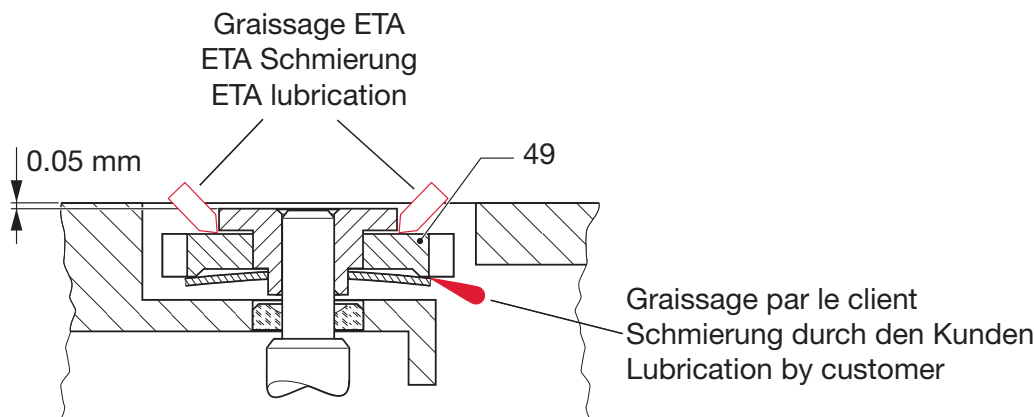 Graissage ETA
ETA Schmierung
ETA lubrication
0.05 mm
49
Graissage par le client
Schmierung durch den Kunden
Lubrication by customer